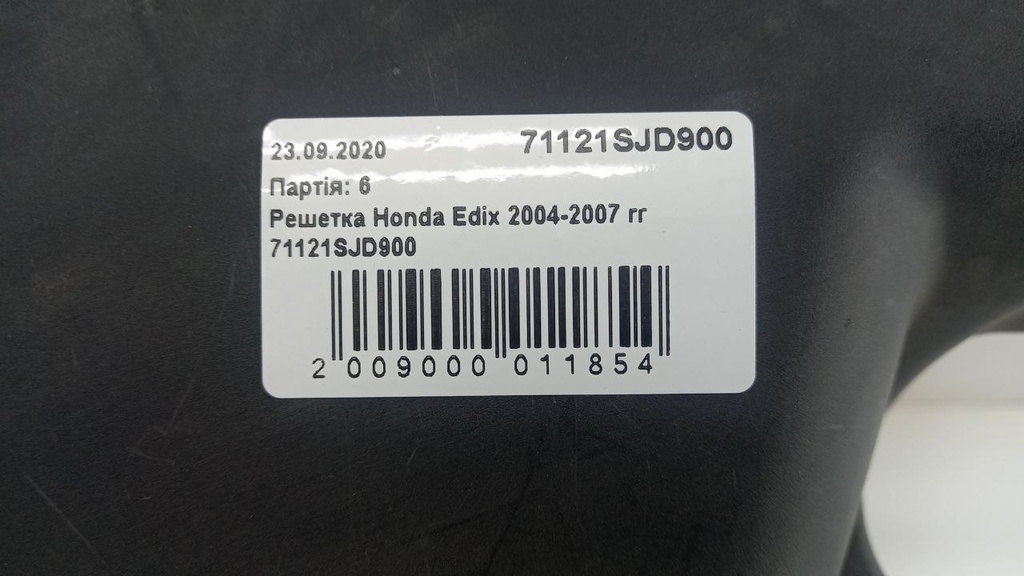 23.09.2020 71121SJD900
Партія: 6
Решетка Honda Edix 2004-2007 гг
71121SJD900
2 009000 011854